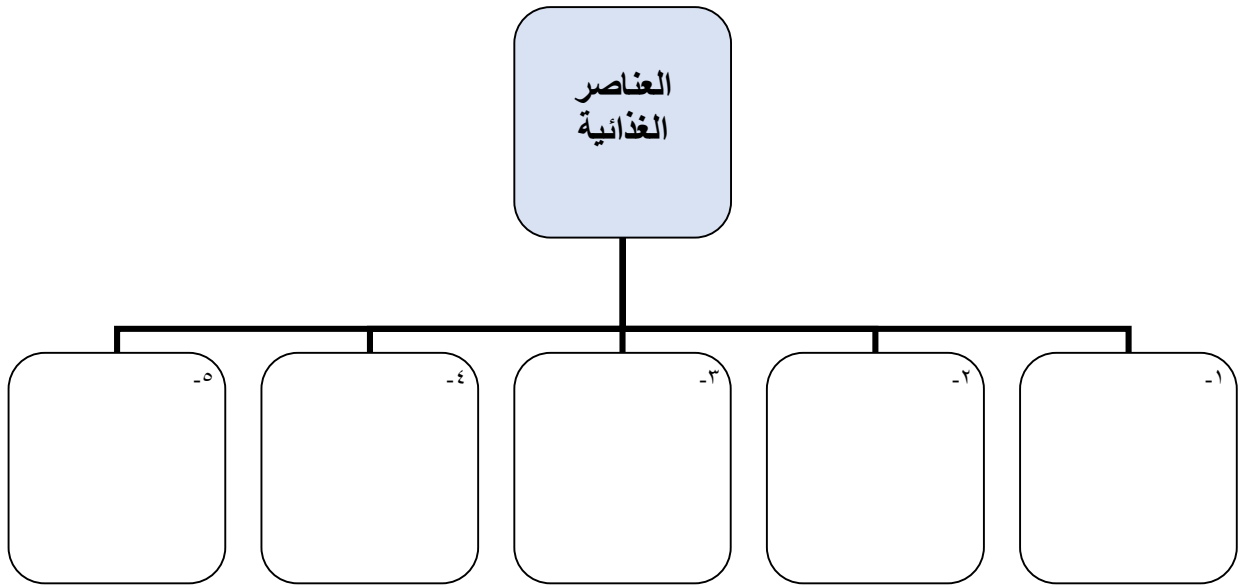 العناصر
الغذائية
١-
٢-
٣-
٤-
٥-